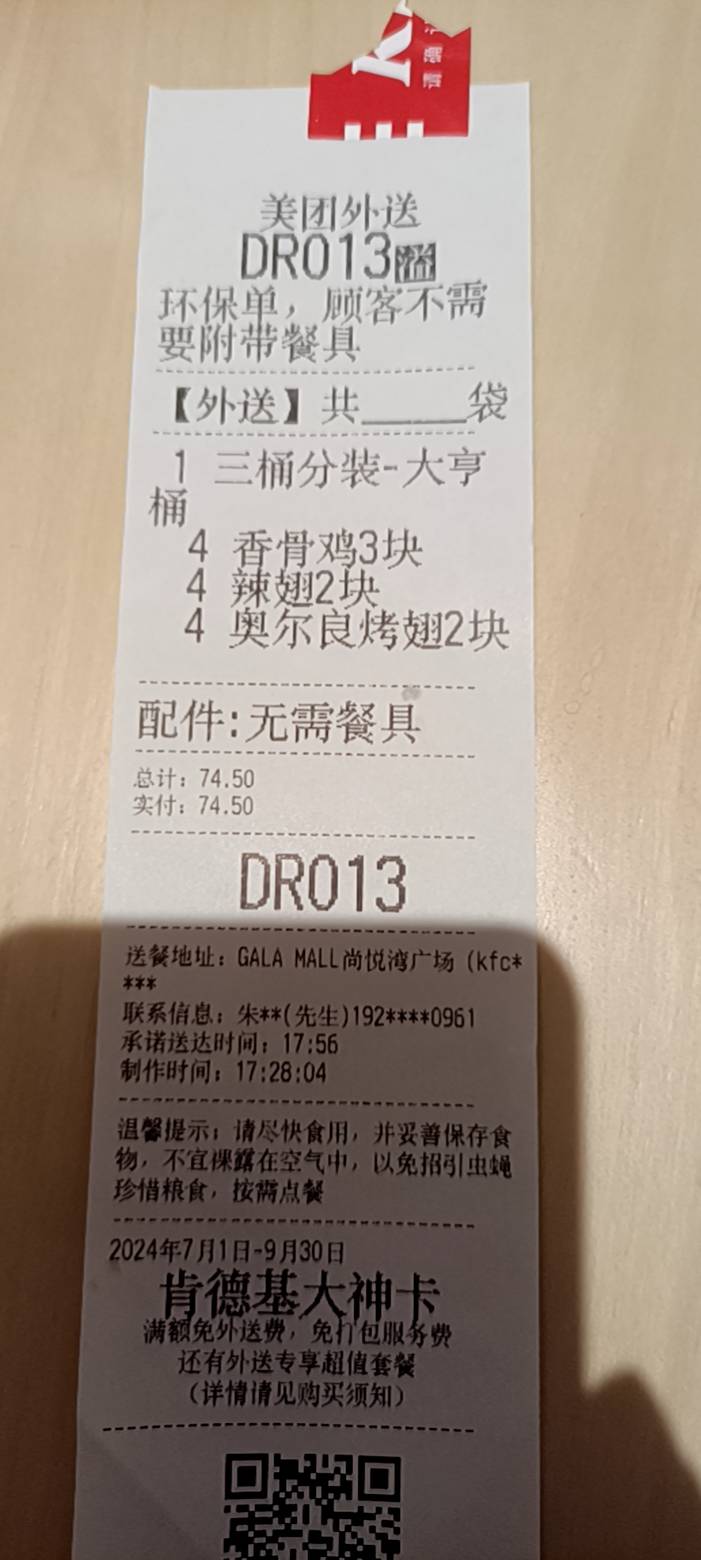 美团外送
DR013溢
环保单，顾客不需
要附带餐具
【外送】共_____袋
1 三桶分装-大亨
桶
4 香骨鸡3块
4 辣翅2块
4 奥尔良烤翅2块
配件:无需餐具
总计：74.50
实付：74.50
DR013
送餐地址：GALA MALL尚悦湾广场（kfc*
***
联系信息：朱**(先生)192****0961
承诺送达时间：17:56
制作时间：17:28:04
温馨提示：请尽快食用，并妥善保存食
物，不宜裸露在空气中，以免招引虫蝇
珍惜粮食，按需点餐
2024年7月1日-9月30日
肯德基大神卡
满额免外送费，免打包服务费
还有外送专享超值套餐
（详情请见购买须知）